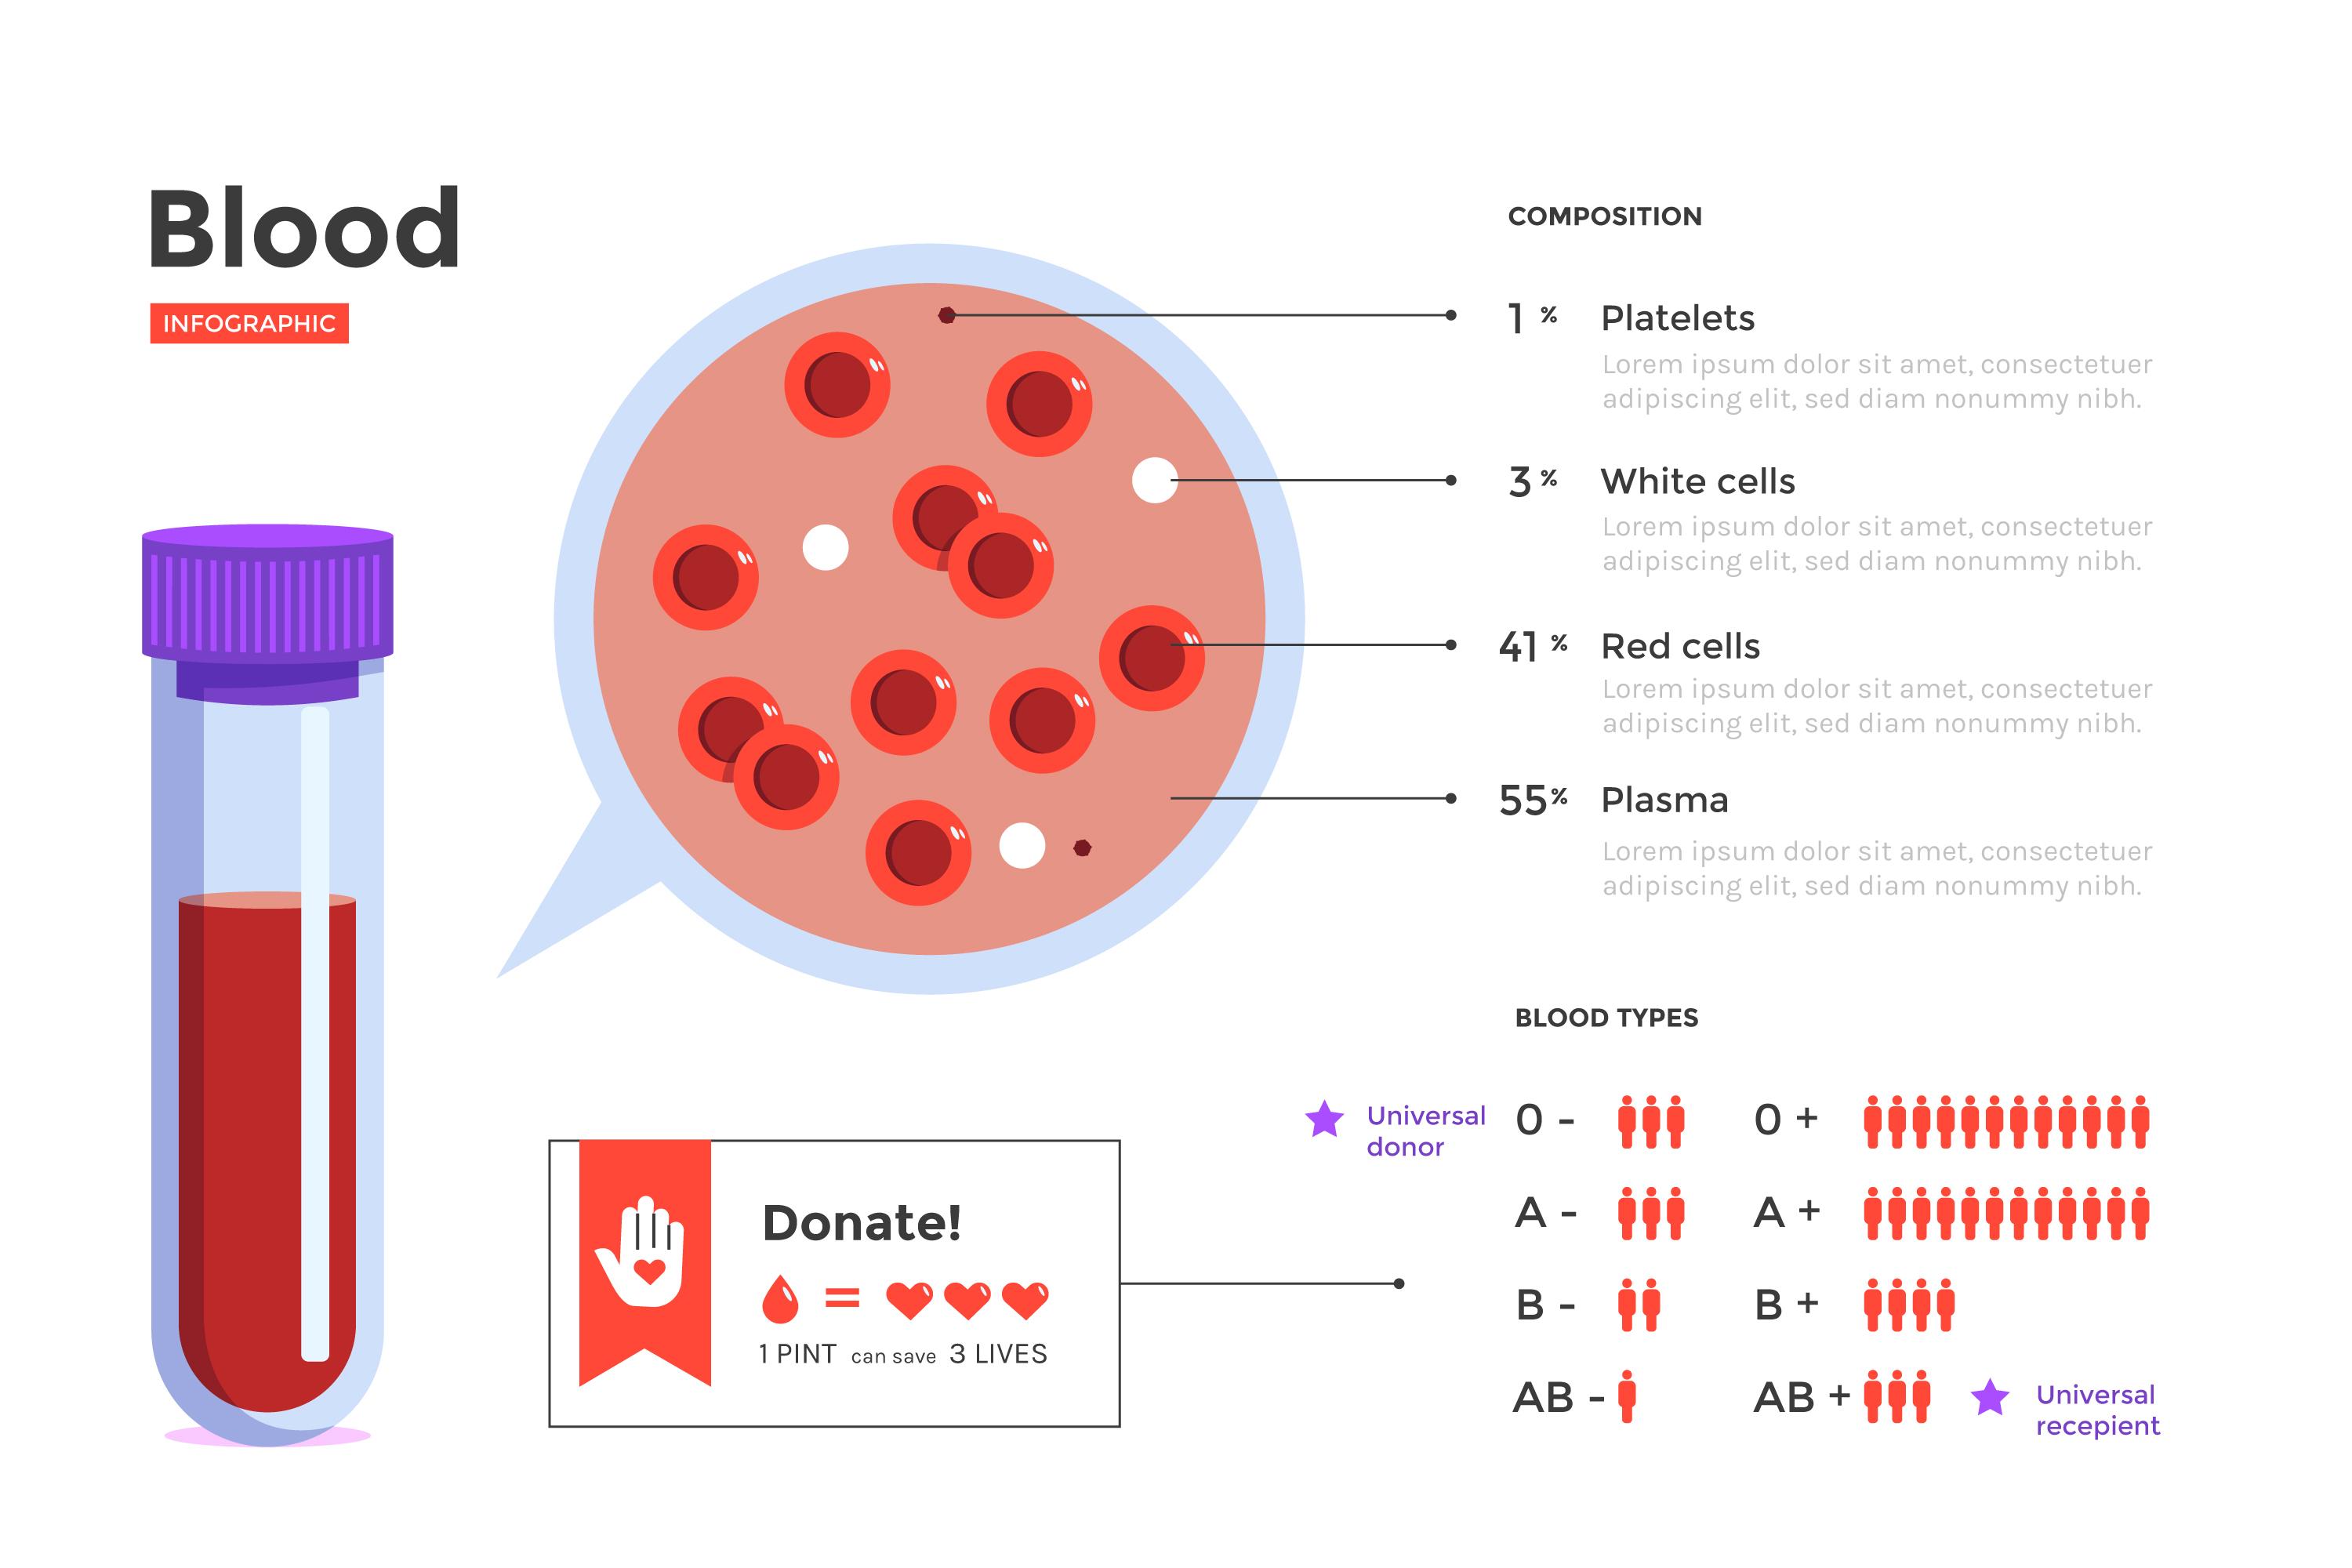 Blood
INFOGRAPHIC
COMPOSITION
1 % Platelets
Lorem ipsum dolor sit amet, consectetuer
adipiscing elit, sed diam nonummy nibh.
3 % White cells
Lorem ipsum dolor sit amet, consectetuer
adipiscing elit, sed diam nonummy nibh.
41 % Red cells
Lorem ipsum dolor sit amet, consectetuer
adipiscing elit, sed diam nonummy nibh.
55% Plasma
Lorem ipsum dolor sit amet, consectetuer
adipiscing elit, sed diam nonummy nibh.
Donate!
=
1 PINT can save 3 LIVES
BLOOD TYPES
Universal
donor
0 - 0 +
A - A +
B - B +
AB - AB +
Universal
recepient